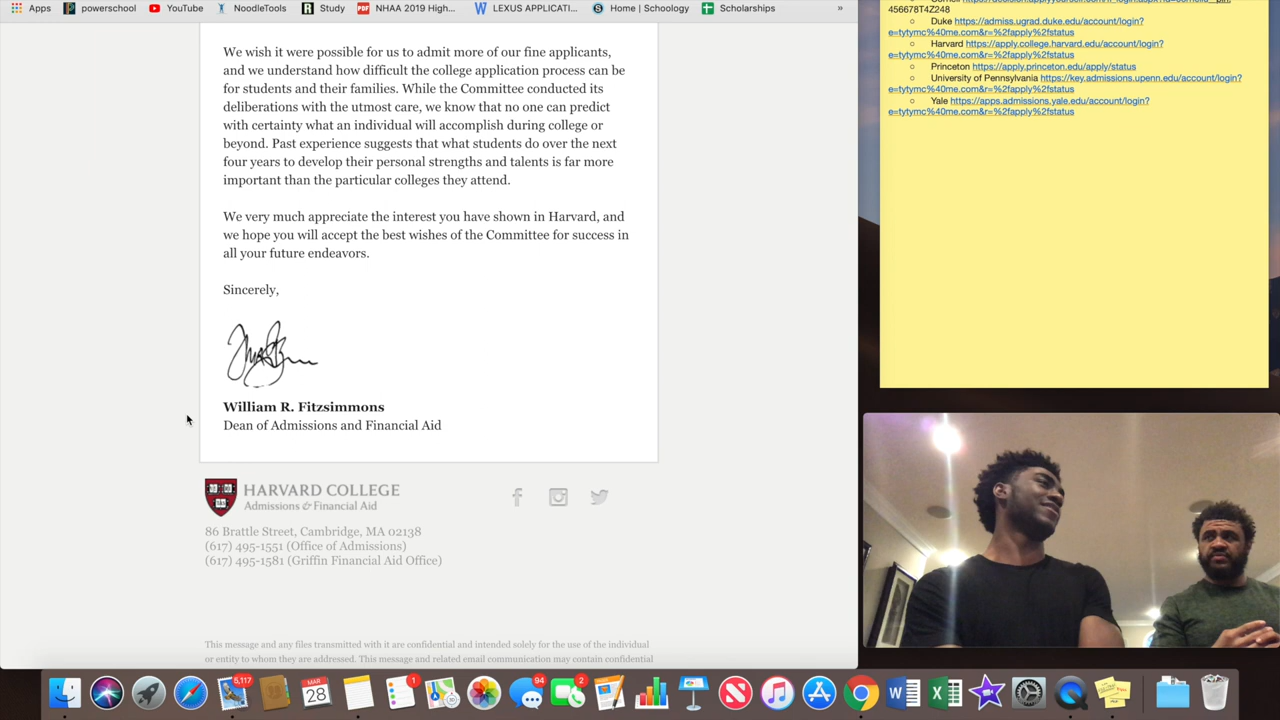 Apps powerschool YouTube NoodleTools Study NHAA 2019 High... LEXUS APPLICATI... Home | Schoology Scholarships »
We wish it were possible for us to admit more of our fine applicants,
and we understand how difficult the college application process can be
for students and their families. While the Committee conducted its
deliberations with the utmost care, we know that no one can predict
with certainty what an individual will accomplish during college or
beyond. Past experience suggests that what students do over the next
four years to develop their personal strengths and talents is far more
important than the particular colleges they attend.
We very much appreciate the interest you have shown in Harvard, and
we hope you will accept the best wishes of the Committee for success in
all your future endeavors.
Sincerely,
William R. Fitzsimmons
Dean of Admissions and Financial Aid
HARVARD COLLEGE
Admissions & Financial Aid
86 Brattle Street, Cambridge, MA 02138
(617) 495-1551 (Office of Admissions)
(617) 495-1581 (Griffin Financial Aid Office)
This message and any files transmitted with it are confidential and intended solely for the use of the individual
or entity to whom they are addressed. This message and related email communication may contain confidential
456678T4Z248
Duke https://admiss.ugrad.duke.edu/account/login?
e=tytymc%40me.com&r=%2fapply%2fstatus
Harvard https://apply.college.harvard.edu/account/login?
e=tytymc%40me.com&r=%2fapply%2fstatus
Princeton https://apply.princeton.edu/apply/status
University of Pennsylvania https://key.admissions.upenn.edu/account/login?
e=tytymc%40me.com&r=%2fapply%2fstatus
Yale https://apps.admissions.yale.edu/account/login?
e=tytymc%40me.com&r=%2fapply%2fstatus
5,117
MAR
28
1
94
2